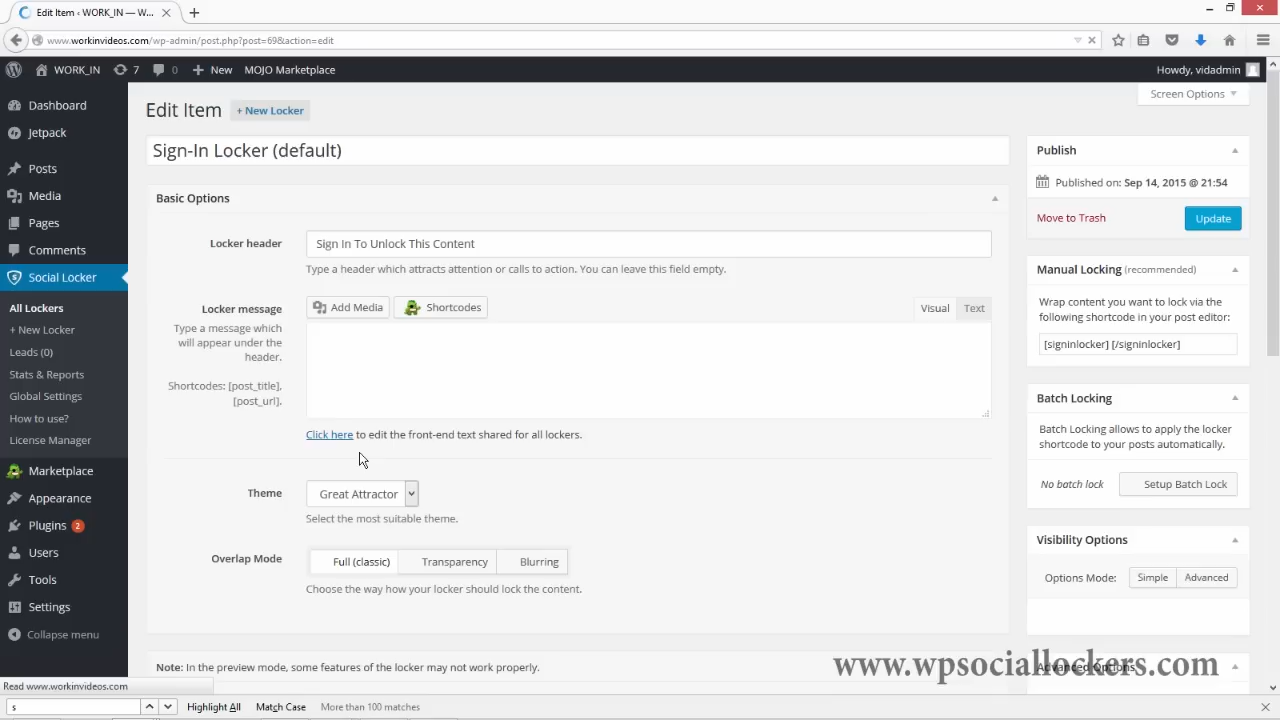 Edit Item ‹ WORK_IN — W...
www.workinvideos.com/wp-admin/post.php?post=69&action=edit
WORK_IN 7 0 New MOJO Marketplace Howdy, vidadmin
Screen Options
Dashboard
Jetpack
Posts
Media
Pages
Comments
Social Locker
All Lockers
+ New Locker
Leads (0)
Stats & Reports
Global Settings
How to use?
License Manager
Marketplace
Appearance
Plugins 2
Users
Tools
Settings
Collapse menu
Edit Item + New Locker
Sign-In Locker (default)
Basic Options
Locker header
Sign In To Unlock This Content
Type a header which attracts attention or calls to action. You can leave this field empty.
Locker message
Type a message which
will appear under the
header.
Shortcodes: [post_title],
[post_url].
Add Media Shortcodes Visual Text
Click here to edit the front-end text shared for all lockers.
Theme
Great Attractor
Select the most suitable theme.
Overlap Mode
Full (classic) Transparency Blurring
Choose the way how your locker should lock the content.
Note: In the preview mode, some features of the locker may not work properly.
Publish
Published on: Sep 14, 2015 @ 21:54
Move to Trash Update
Manual Locking (recommended)
Wrap content you want to lock via the
following shortcode in your post editor:
[signinlocker] [/signinlocker]
Batch Locking
Batch Locking allows to apply the locker
shortcode to your posts automatically.
No batch lock Setup Batch Lock
Visibility Options
Options Mode: Simple Advanced
Advanced Options
www.wpsociallockers.com
Read www.workinvideos.com
s Highlight All Match Case More than 100 matches